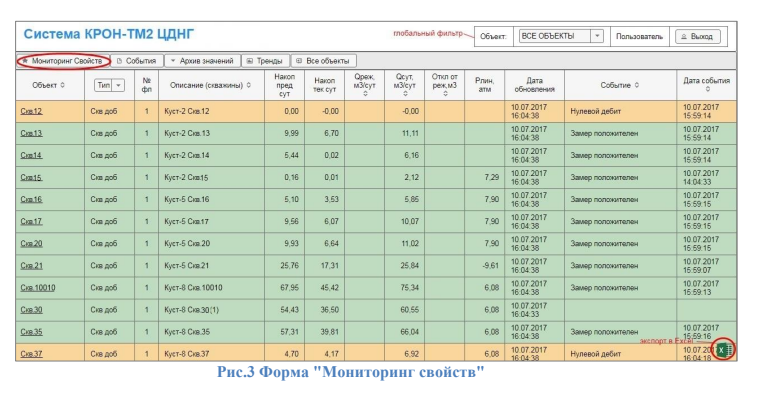 Система КРОН-ТМ2 ЦДНГ
глобальный фильтр
Объект: ВСЕ ОБЪЕКТЫ Пользователь Выход
Мониторинг Свойств События Архив значений Тренды Все объекты
Объект Тип № фл Описание (скважины) Накоп пред сут Накоп тек сут Qреж, м3/сут Qсут, м3/сут Откл от реж,м3 Рлин, атм Дата обновления Событие Дата события
Скв.12 Скв.доб 1 Куст-2 Скв.12 0,00 -0,00 -0,00 10.07.2017 16:04:38 Нулевой дебит 10.07.2017 15:59:14
Скв.13 Скв.доб 1 Куст-2 Скв.13 9,99 6,70 11,11 10.07.2017 16:04:38 Замер положителен 10.07.2017 15:59:14
Скв14 Скв.доб 1 Куст-2 Скв.14 5,44 0,02 6,16 10.07.2017 16:04:38 Замер положителен 10.07.2017 15:59:14
Скв15 Скв.доб 1 Куст-2 Скв15 0,16 0,01 2,12 7,29 10.07.2017 16:04:38 Замер положителен 10.07.2017 14:04:33
Скв.16 Скв.доб 1 Куст-5 Скв.16 5,10 3,53 5,85 7,90 10.07.2017 16:04:38 Замер положителен 10.07.2017 15:59:15
Скв.17 Скв.доб 1 Куст-5 Скв.17 9,56 6,07 10,07 7,90 10.07.2017 16:04:38 Замер положителен 10.07.2017 15:59:15
Скв.20 Скв.доб 1 Куст-5 Скв.20 9,93 6,64 11,02 7,90 10.07.2017 16:04:38 Замер положителен 10.07.2017 15:59:15
Скв.21 Скв.доб 1 Куст-5 Скв.21 25,76 17,31 25,84 -9,61 10.07.2017 16:04:38 Замер положителен 10.07.2017 15:59:07
Скв.10010 Скв.доб 1 Куст-8 Скв.10010 67,95 45,42 75,34 6,08 10.07.2017 16:04:38 Замер положителен 10.07.2017 15:59:13
Скв.30 Скв.доб 1 Куст-8 Скв.30(1) 54,43 36,50 60,55 6,08 10.07.2017 16:04:33
Скв.35 Скв.доб 1 Куст-8 Скв.35 57,31 39,81 66,04 6,08 10.07.2017 16:04:38 Замер положителен 10.07.2017 15:59:16
экспорт в Excel
Скв.37 Скв.доб 1 Куст-8 Скв.37 4,70 4,17 6,92 6,08 10.07.2017 16:04:38 Нулевой дебит 10.07.2017 16:04:18
Рис.3 Форма "Мониторинг свойств"